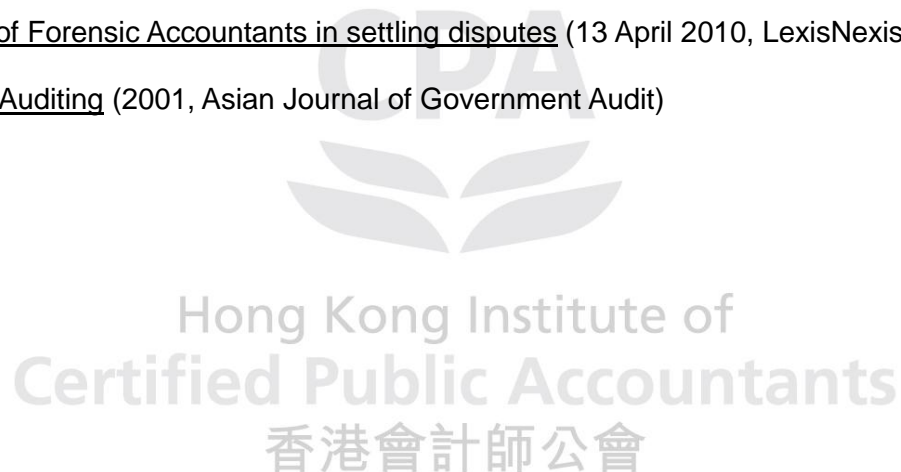 of Forensic Accountants in settling disputes (13 April 2010, LexisNexis
Auditing (2001, Asian Journal of Government Audit)
CPA
Hong Kong Institute of
Certified Public Accountants
香港會計師公會